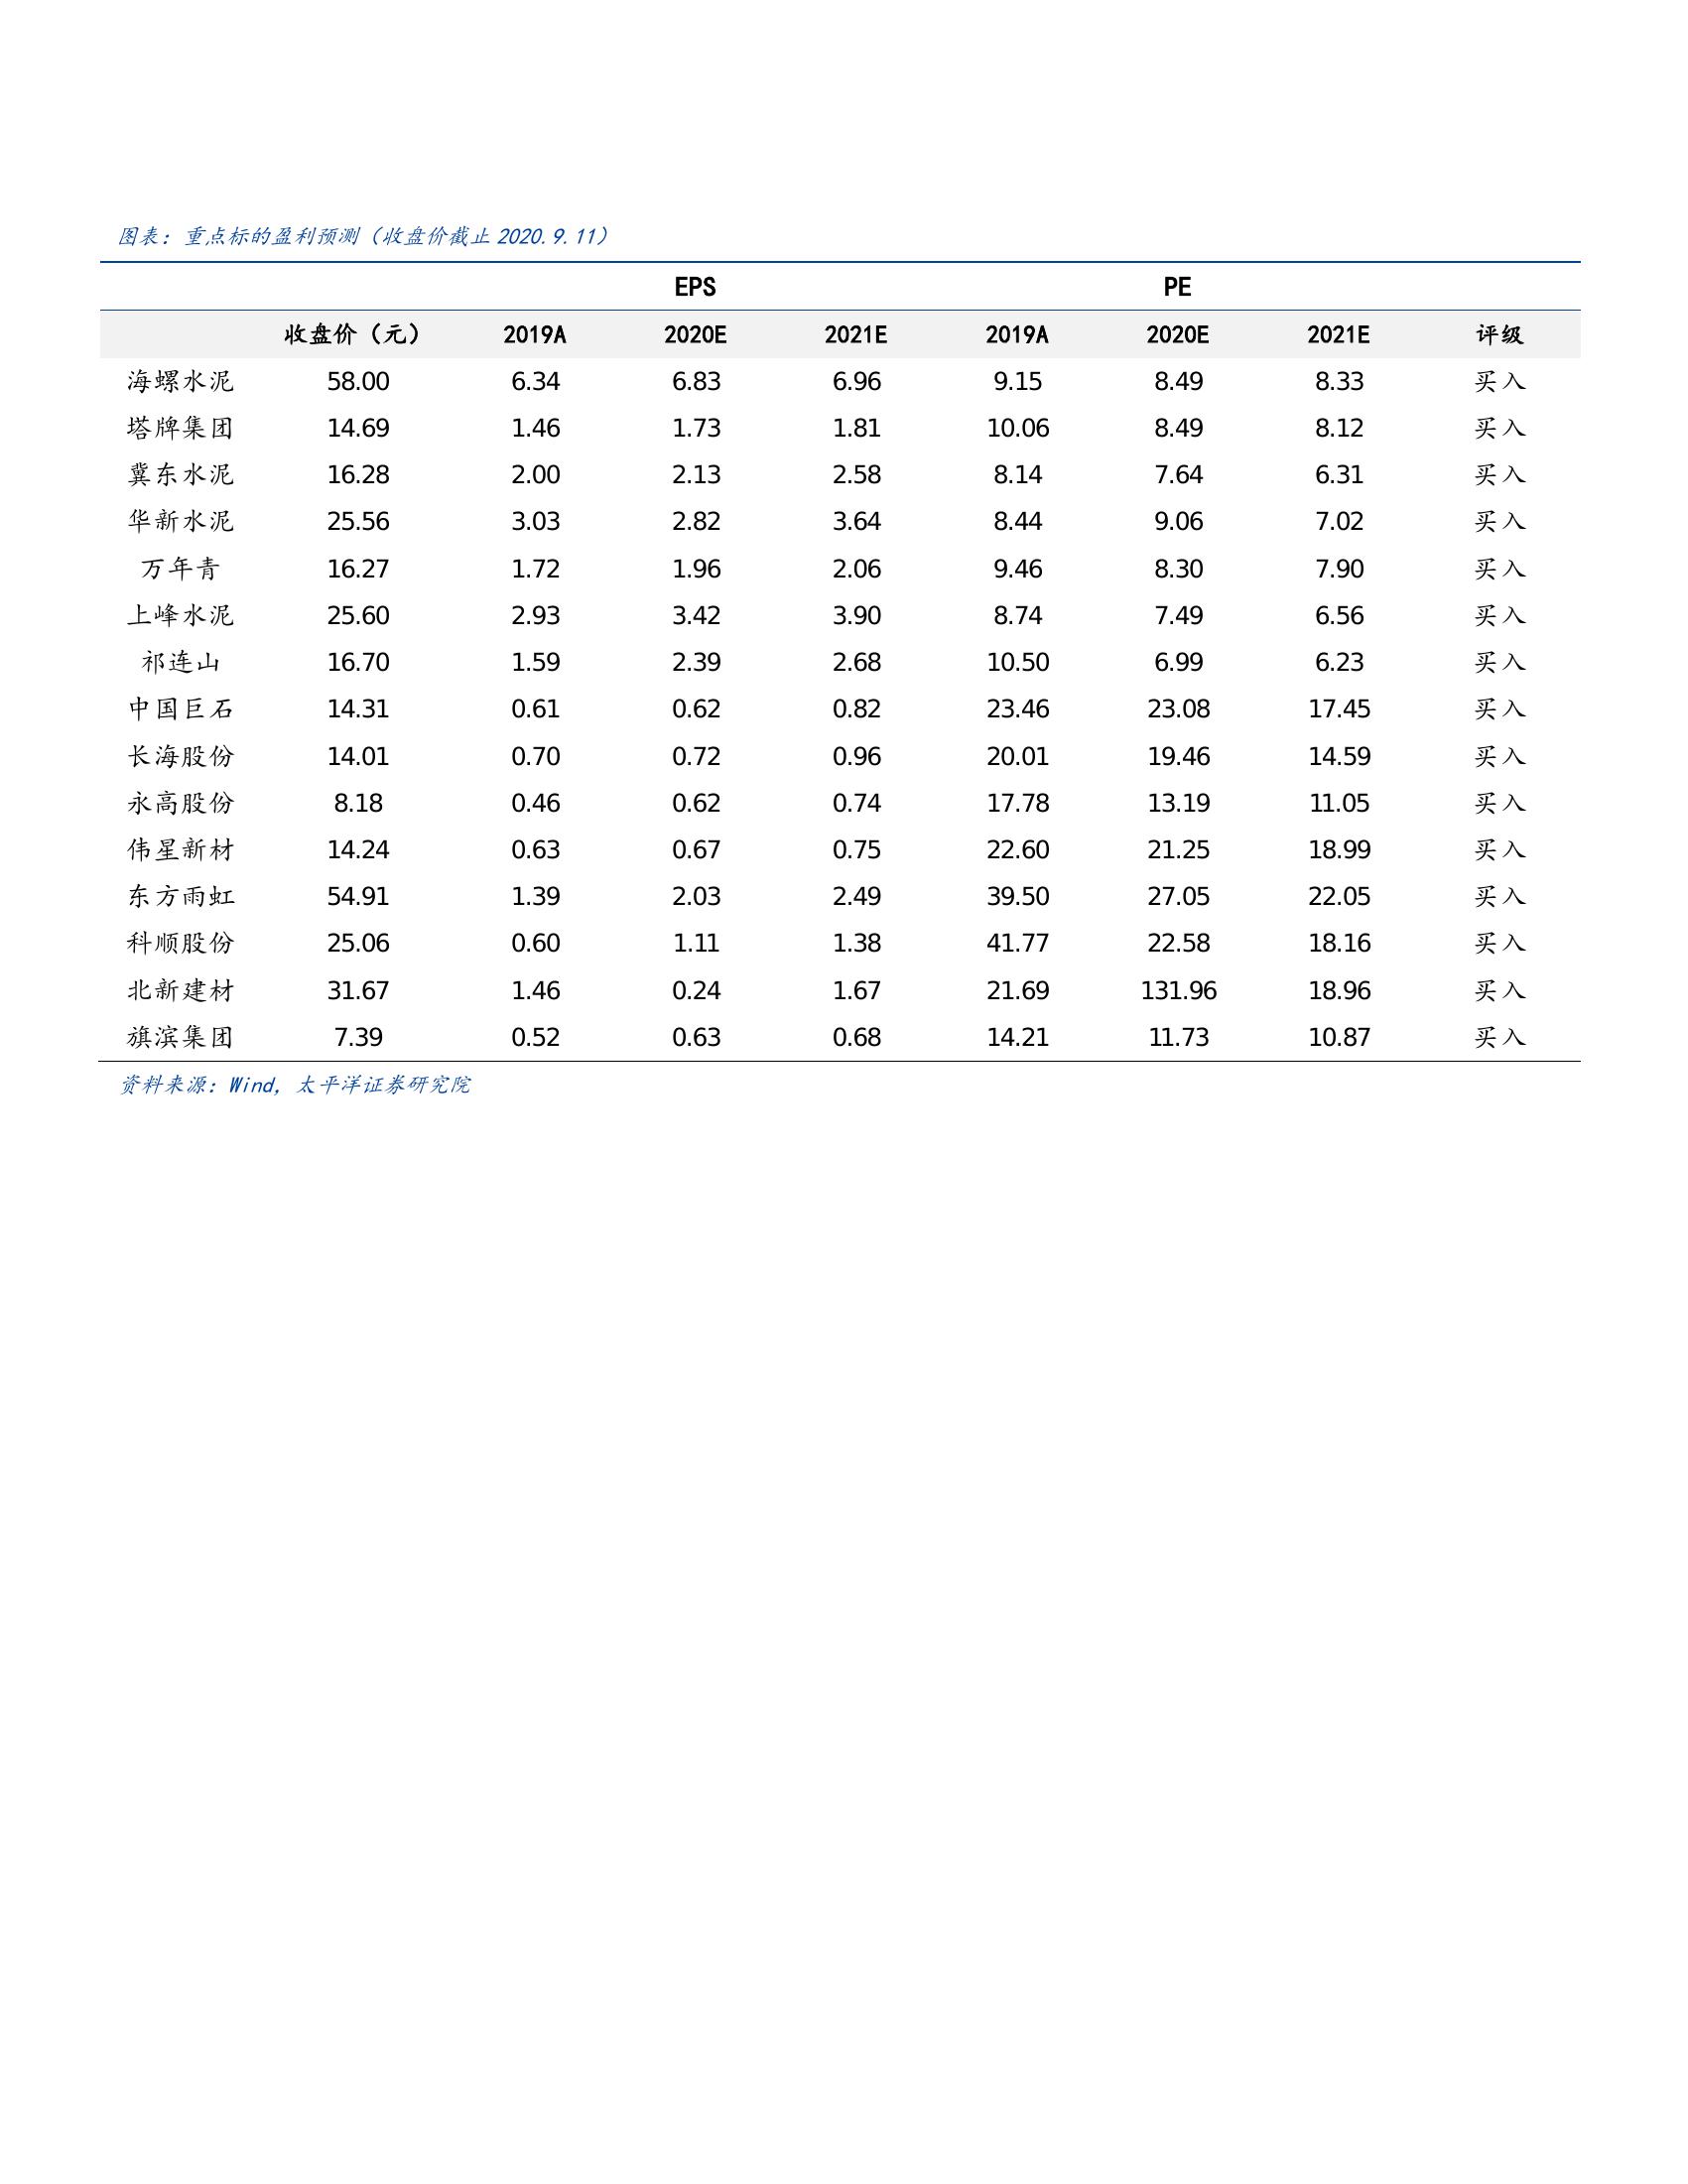 图表：重点标的盈利预测（收盘价截止 2020.9.11）
EPS PE
收盘价（元） 2019A 2020E 2021E 2019A 2020E 2021E 评级
海螺水泥 58.00 6.34 6.83 6.96 9.15 8.49 8.33 买入
塔牌集团 14.69 1.46 1.73 1.81 10.06 8.49 8.12 买入
冀东水泥 16.28 2.00 2.13 2.58 8.14 7.64 6.31 买入
华新水泥 25.56 3.03 2.82 3.64 8.44 9.06 7.02 买入
万年青 16.27 1.72 1.96 2.06 9.46 8.30 7.90 买入
上峰水泥 25.60 2.93 3.42 3.90 8.74 7.49 6.56 买入
祁连山 16.70 1.59 2.39 2.68 10.50 6.99 6.23 买入
中国巨石 14.31 0.61 0.62 0.82 23.46 23.08 17.45 买入
长海股份 14.01 0.70 0.72 0.96 20.01 19.46 14.59 买入
永高股份 8.18 0.46 0.62 0.74 17.78 13.19 11.05 买入
伟星新材 14.24 0.63 0.67 0.75 22.60 21.25 18.99 买入
东方雨虹 54.91 1.39 2.03 2.49 39.50 27.05 22.05 买入
科顺股份 25.06 0.60 1.11 1.38 41.77 22.58 18.16 买入
北新建材 31.67 1.46 0.24 1.67 21.69 131.96 18.96 买入
旗滨集团 7.39 0.52 0.63 0.68 14.21 11.73 10.87 买入
资料来源：Wind，太平洋证券研究院